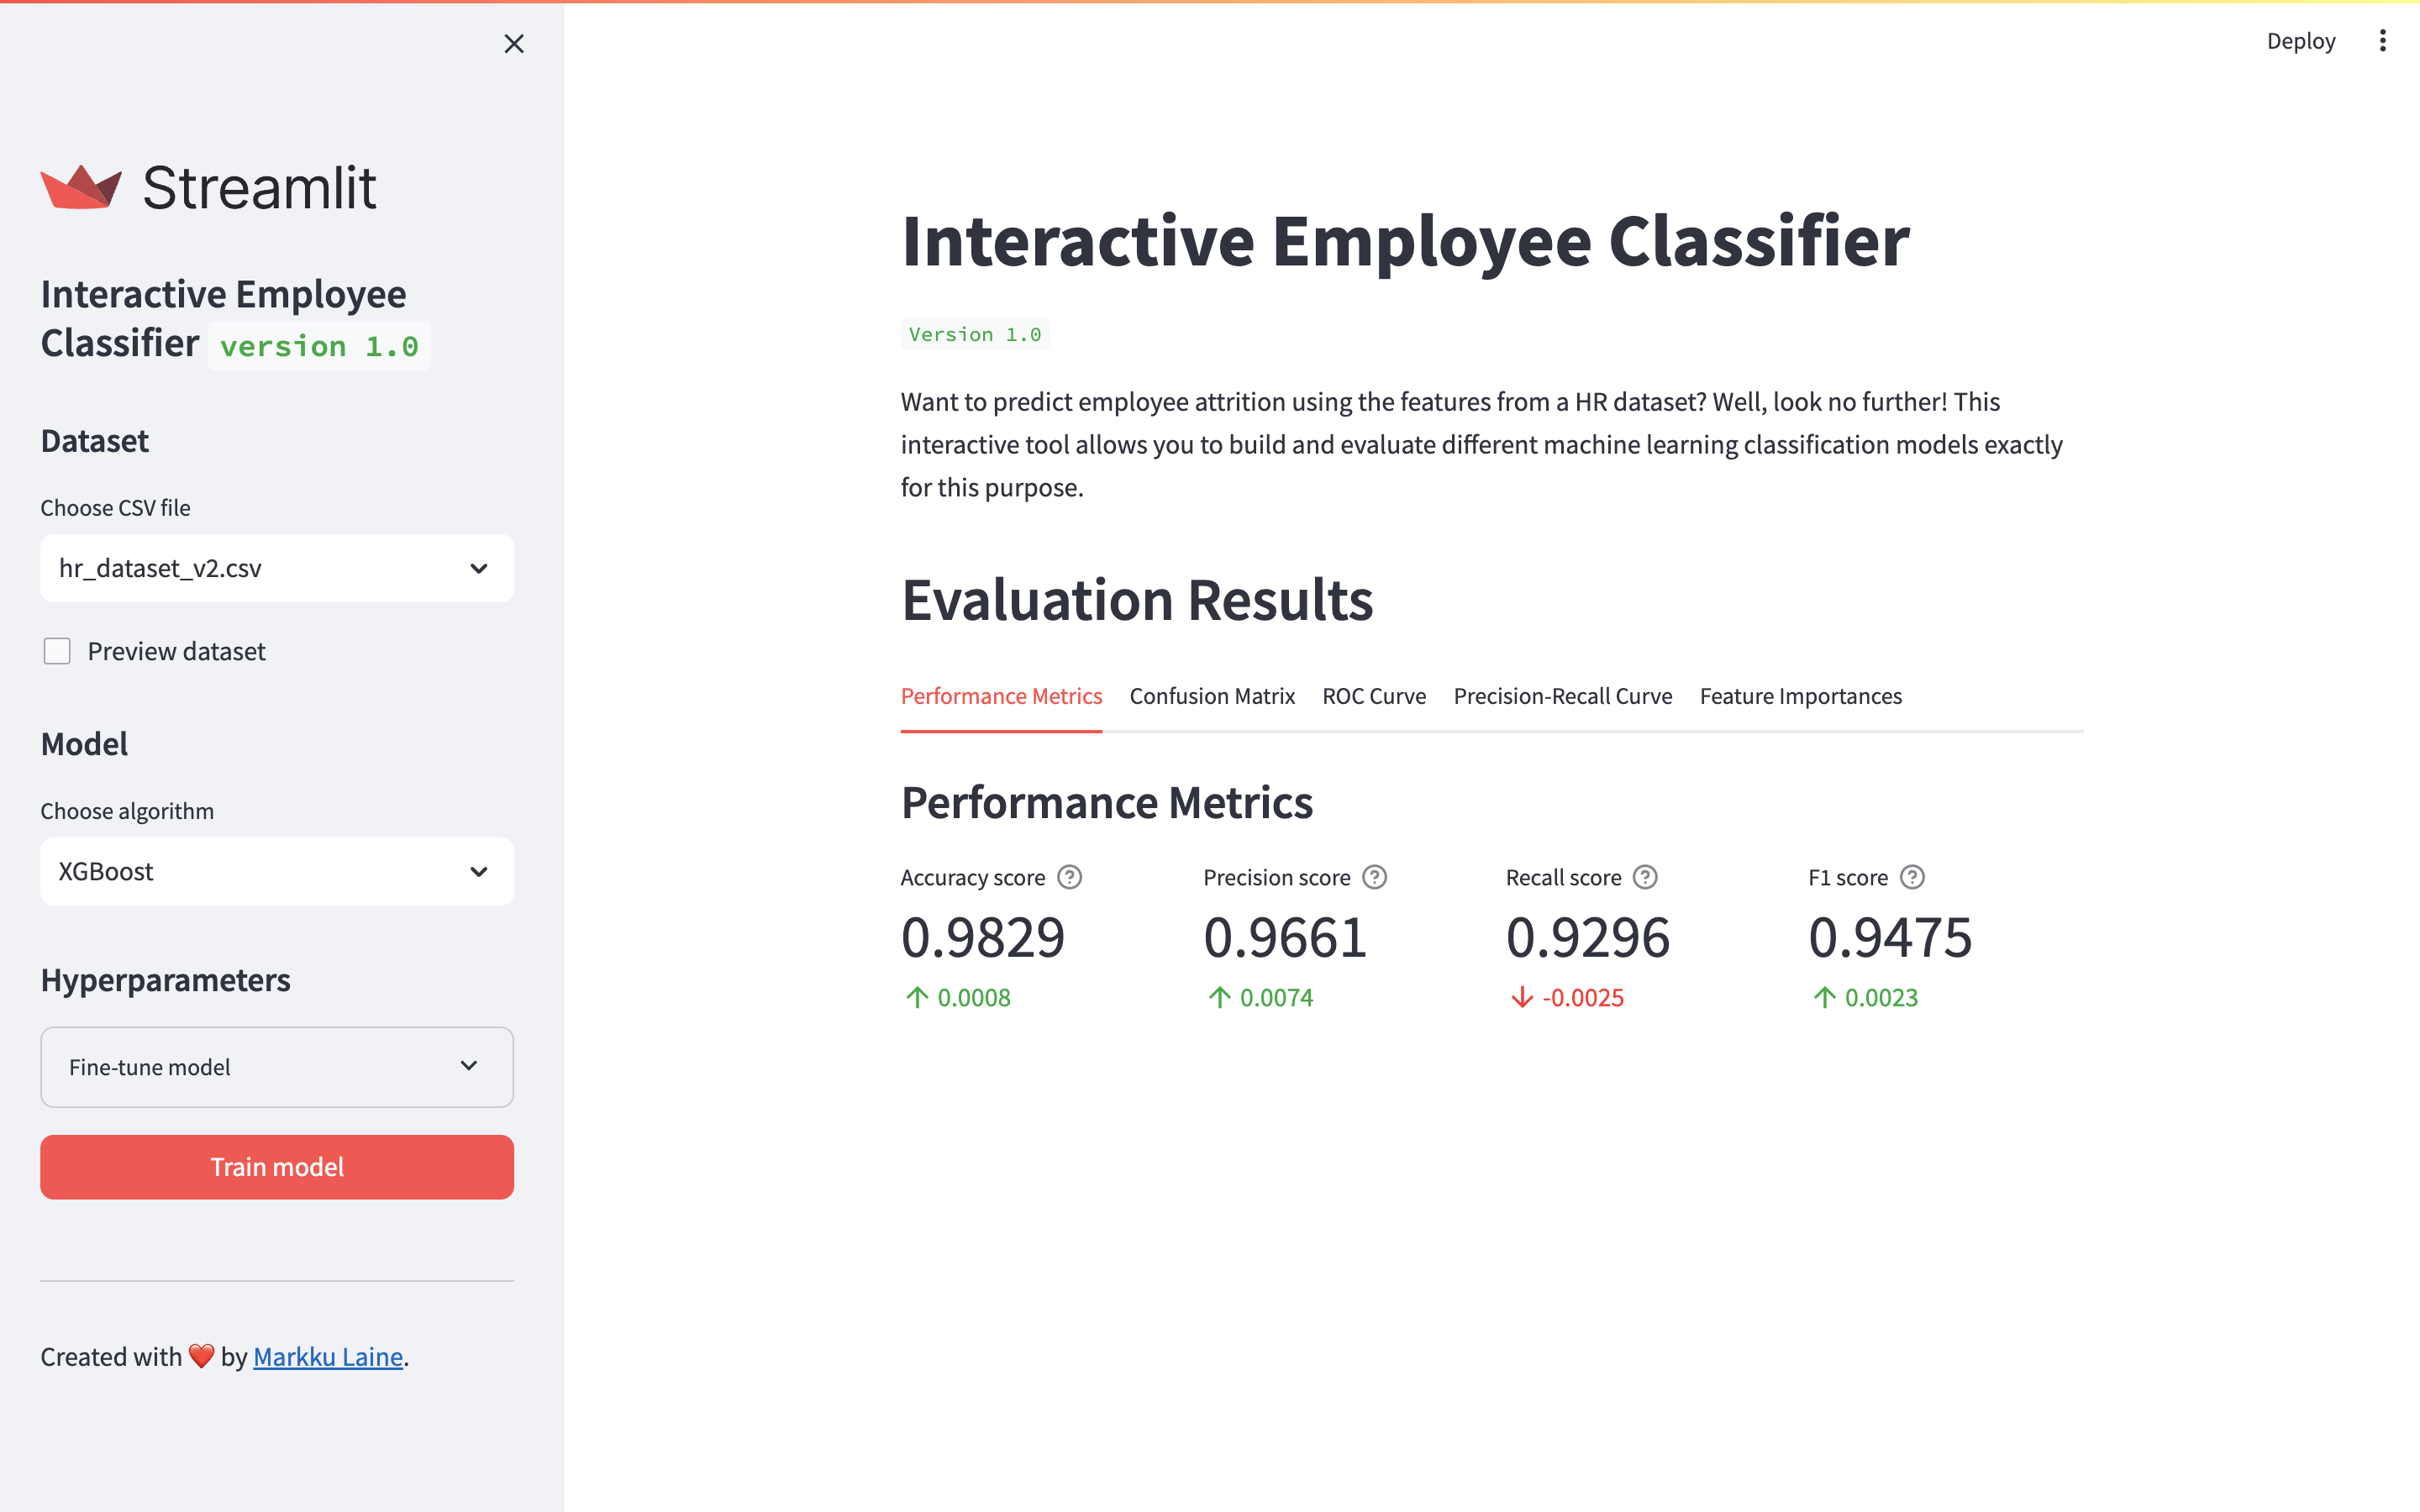 Deploy
Streamlit
Interactive Employee
Classifier version 1.0
Dataset
Choose CSV file
hr_dataset_v2.csv
Preview dataset
Model
Choose algorithm
XGBoost
Hyperparameters
Fine-tune model
Train model
Created with ❤️ by Markku Laine.
Interactive Employee Classifier
Version 1.0
Want to predict employee attrition using the features from a HR dataset? Well, look no further! This
interactive tool allows you to build and evaluate different machine learning classification models exactly
for this purpose.
Evaluation Results
Performance Metrics Confusion Matrix ROC Curve Precision-Recall Curve Feature Importances
Performance Metrics
Accuracy score Precision score Recall score F1 score
0.9829 0.9661 0.9296 0.9475
↑ 0.0008 ↑ 0.0074 ↓ -0.0025 ↑ 0.0023